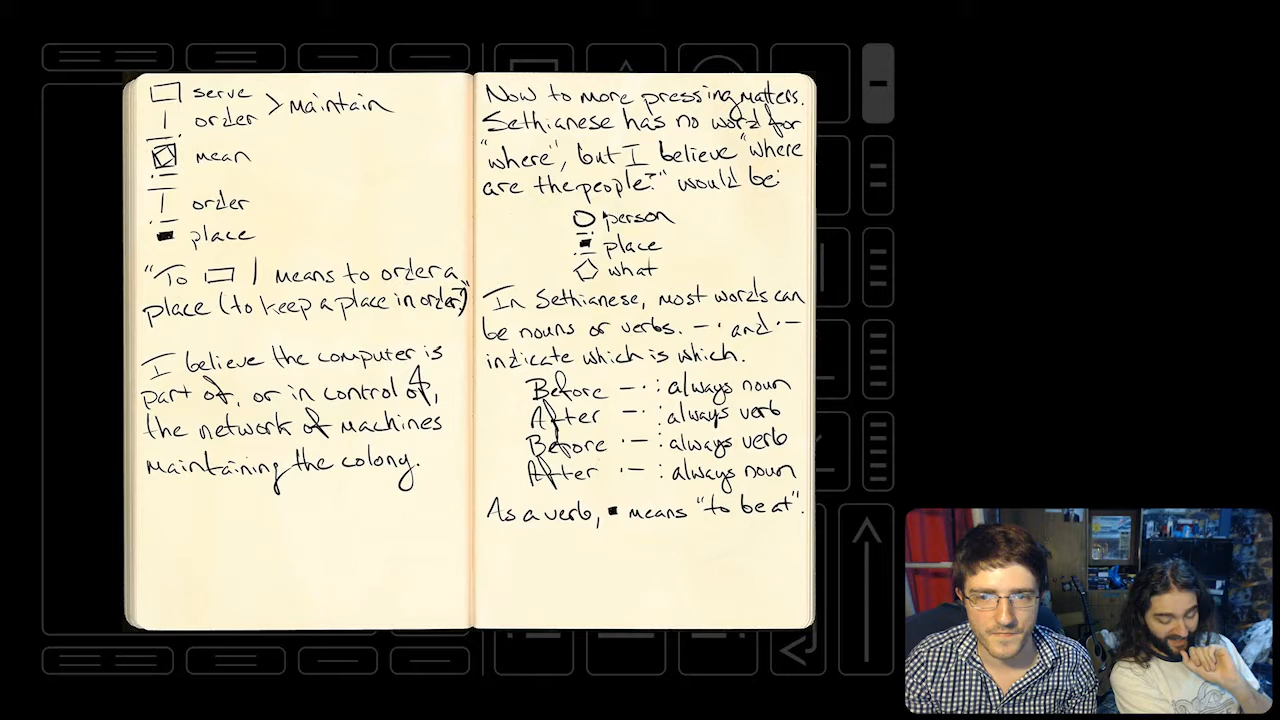 ▭ serve
| order > maintain
— ·
mean
· —
| order
· —
▪ place
"To ▭ | means to order a
place (to keep a place in order)"
I believe the computer is
part of, or in control of,
the network of machines
maintaining the colony.
Now to more pressing matters.
Sethianese has no word for
"where", but I believe "where
are the people?" would be:
○ person
— ·
▪ place
· —
⬠ what
In Sethianese, most words can
be nouns or verbs. — · and · —
indicate which is which.
Before — · : always noun
After — · : always verb
Before · — : always verb
After · — : always noun
As a verb, ▪ means "to be at".